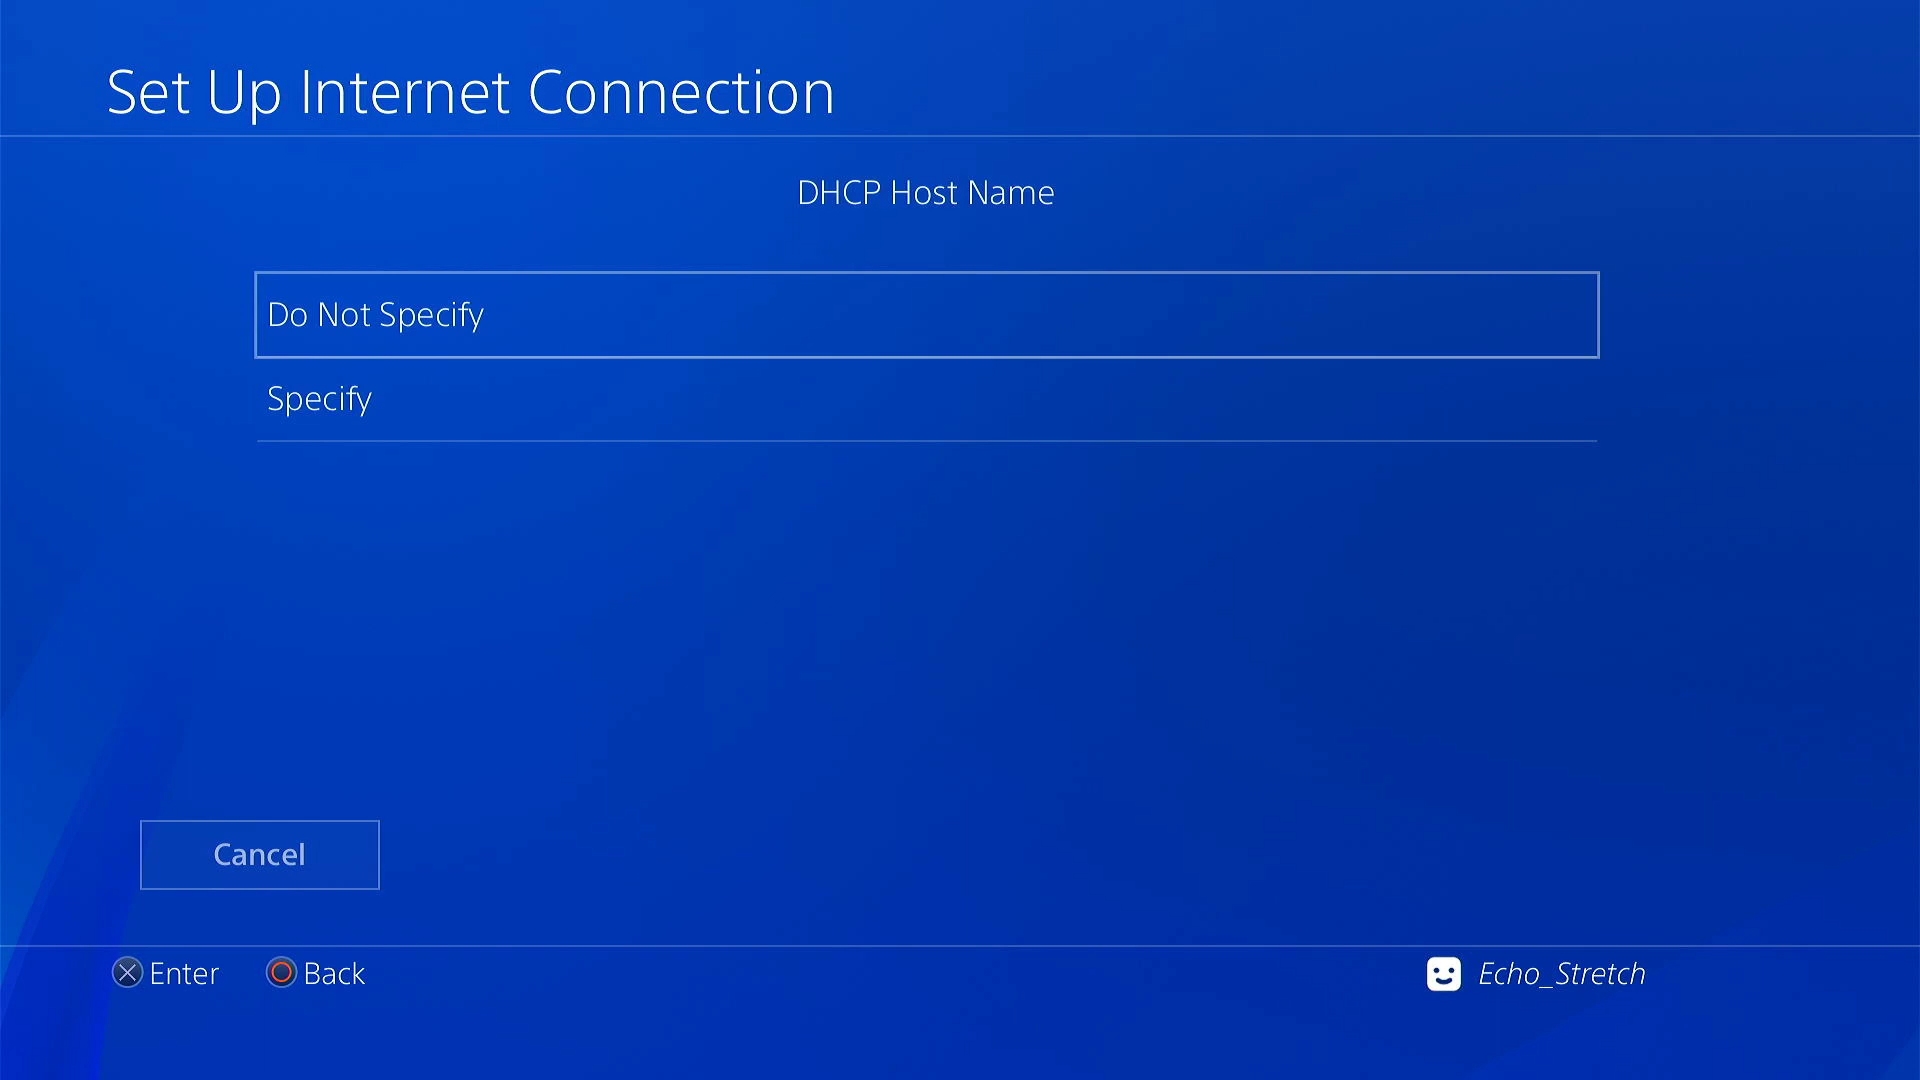 Set Up Internet Connection
DHCP Host Name
Do Not Specify
Specify
Cancel
Enter Back Echo_Stretch